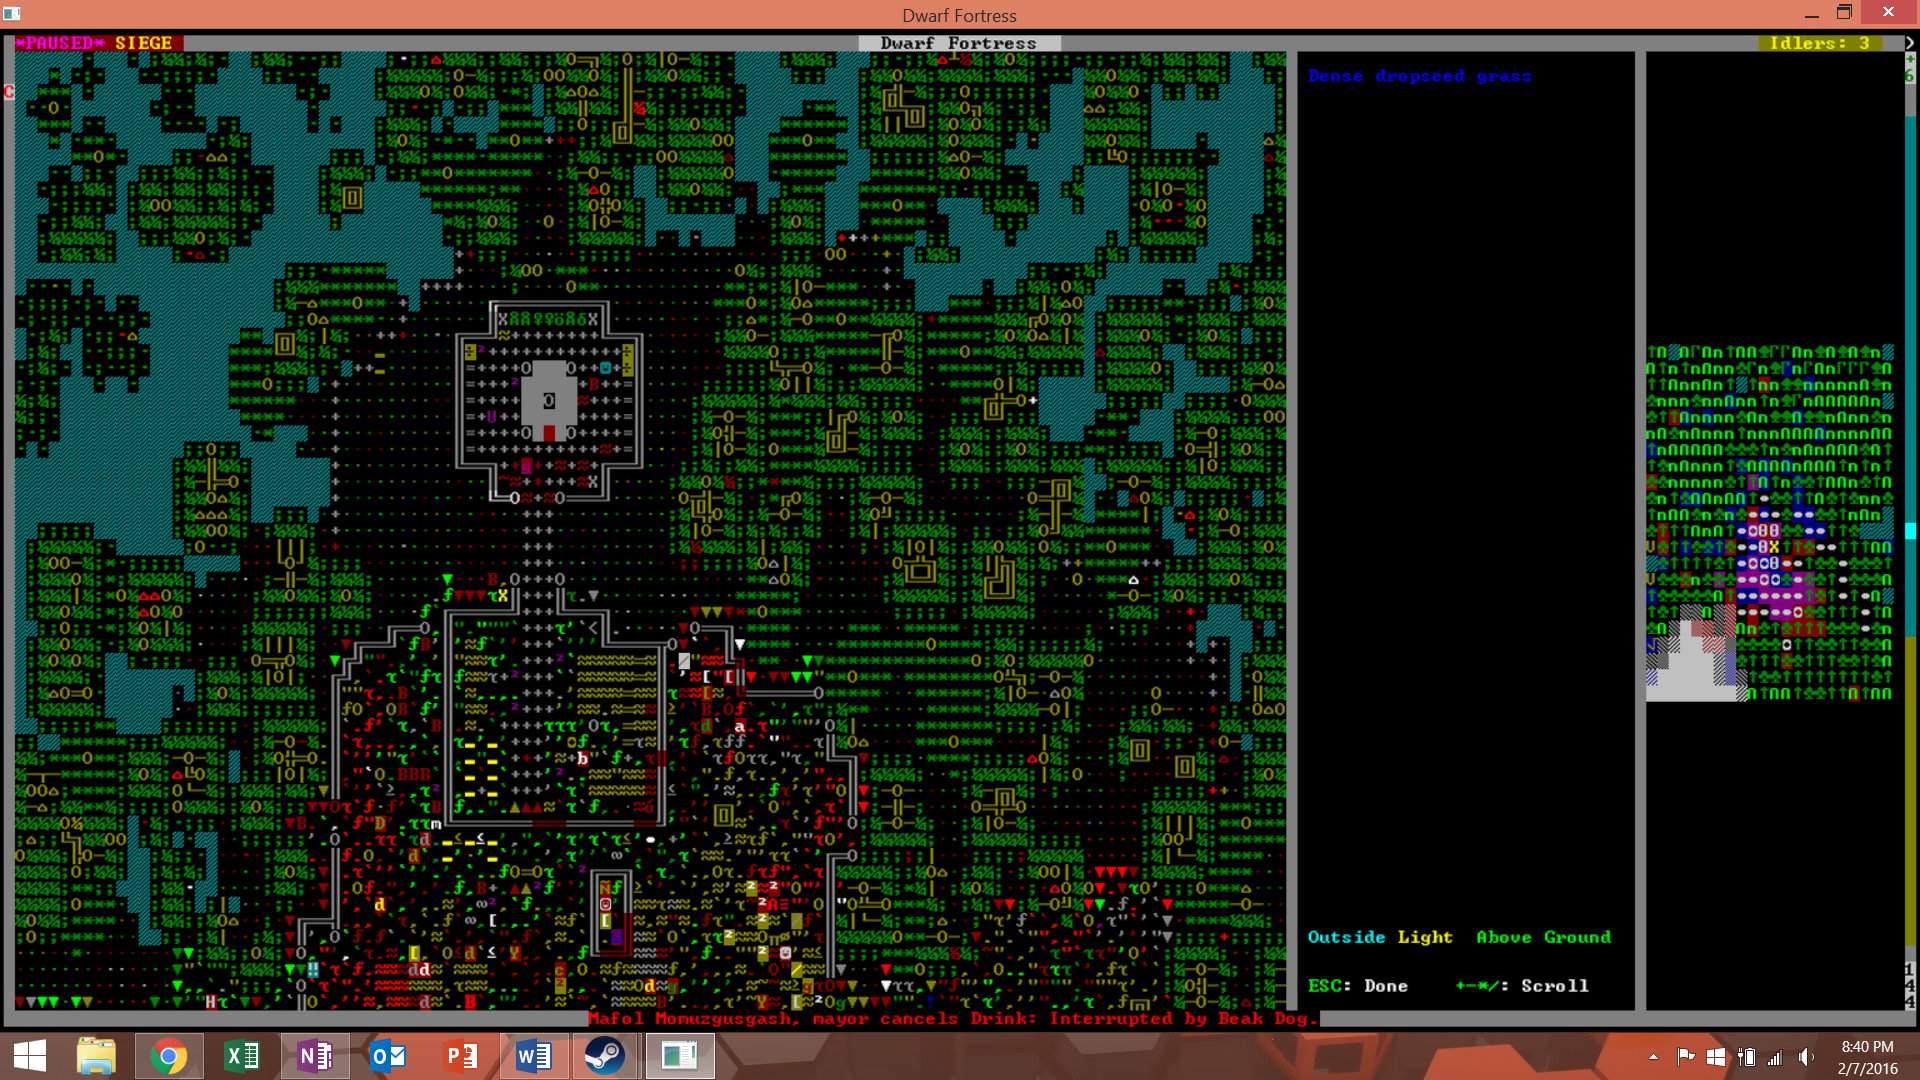 Dwarf Fortress
*PAUSED* SIEGE
Dwarf Fortress
Idlers: 3
Dense dropseed grass
Outside Light Above Ground
ESC: Done +-*/: Scroll
Mafol Momuzgusgash, mayor cancels Drink: Interrupted by Beak Dog.
8:40 PM
2/7/2016